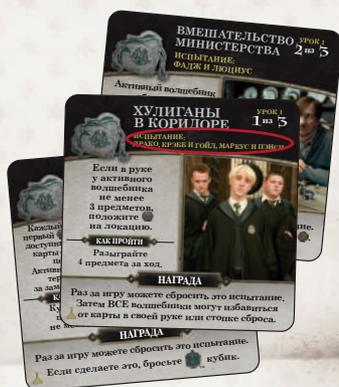 ВМЕШАТЕЛЬСТВО
МИНИСТЕРСТВА
УРОК 1
2 из 3
ИСПЫТАНИЕ:
ФАДЖ И ЛЮЦИУС
Активный волшебник
ХУЛИГАНЫ
В КОРИДОРЕ
УРОК 1
1 из 3
ИСПЫТАНИЕ:
ДРАКО, КРЭББ И ГОЙЛ, МАРКУС И ПЭНСИ
Если в руке
у активного
волшебника
не менее
3 предметов,
положите
на локацию.
КАК ПРОЙТИ
Разыграйте
4 предмета за ход.
НАГРАДА
Раз за игру можете сбросить это испытание.
Затем ВСЕ волшебники могут избавиться
от карты в своей руке или стопке сброса.
Каждый
первый
доступн
карты
Актив
за зам
НАГРАДА
Раз за игру можете сбросить это испытание.
Если сделаете это, бросьте кубик.